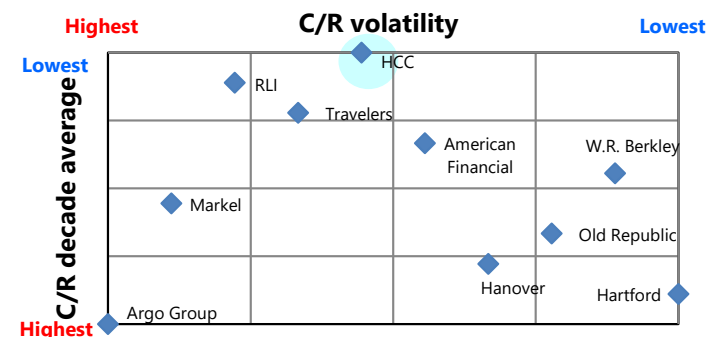 C/R volatility
Highest
Lowest
Lowest
HCC
RLI
Travelers
American
Financial
W.R. Berkley
C/R decade average
Markel
Old Republic
Hanover
Hartford
Argo Group
Highest